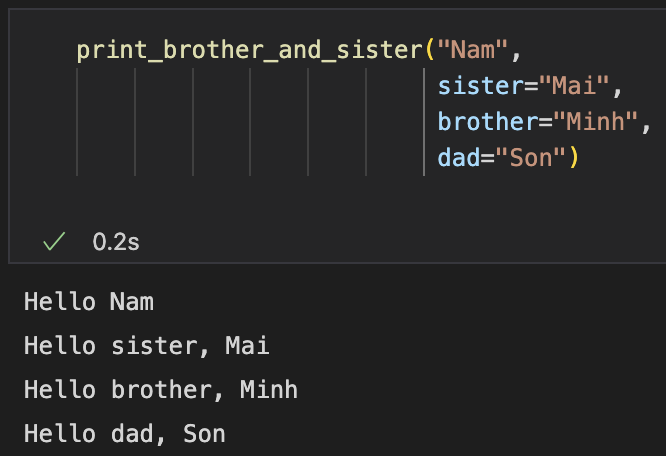 print_brother_and_sister("Nam",
sister="Mai",
brother="Minh",
dad="Son")
0.2s
Hello Nam
Hello sister, Mai
Hello brother, Minh
Hello dad, Son